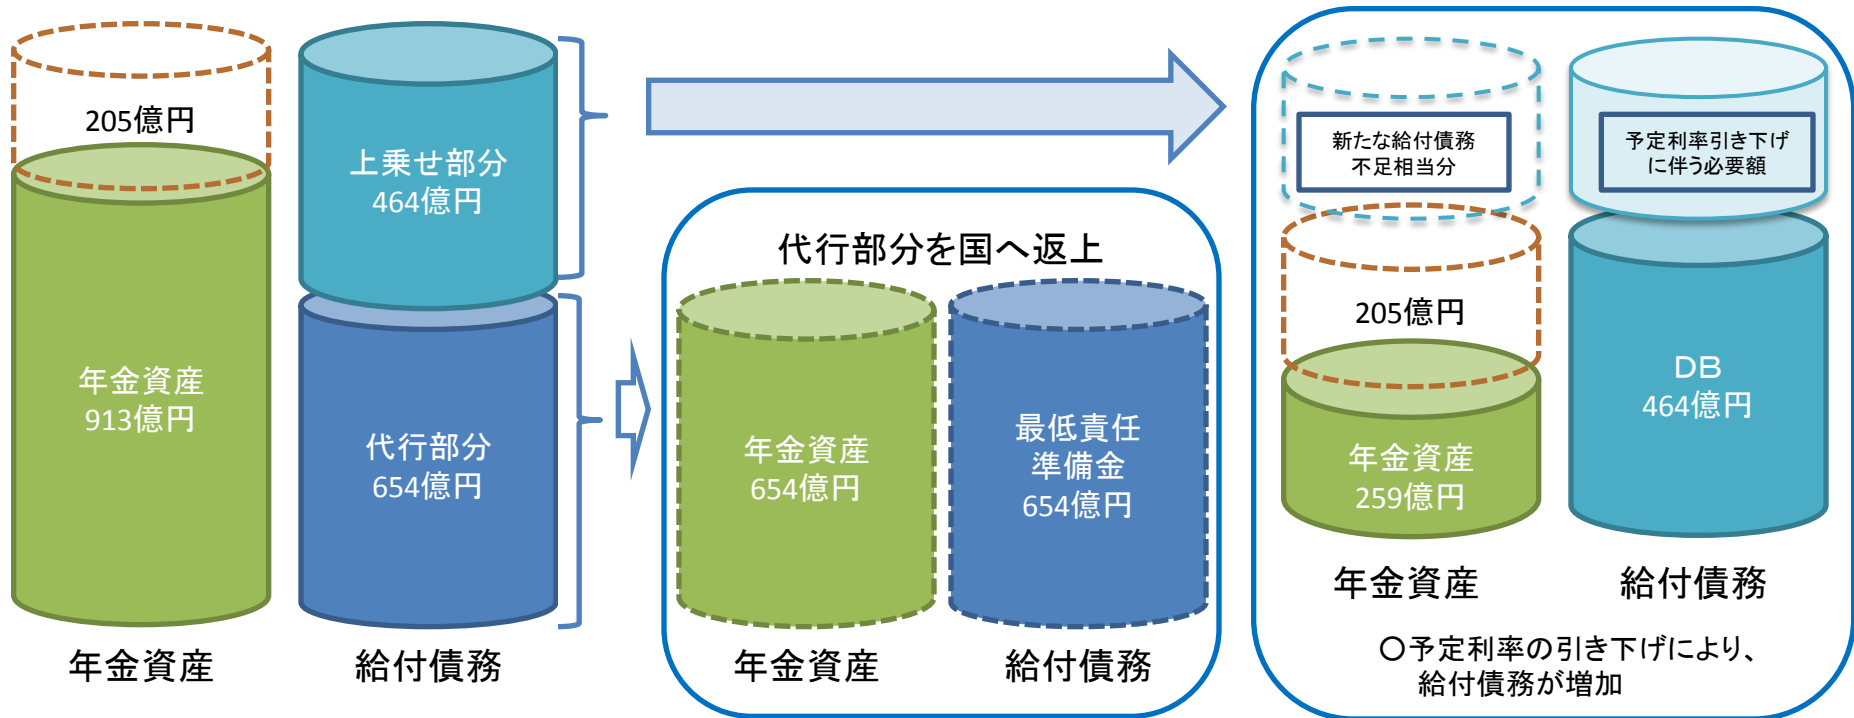 205億円
年金資産
913億円
年金資産
上乗せ部分
464億円
代行部分
654億円
給付債務
代行部分を国へ返上
年金資産
654億円
年金資産
最低責任
準備金
654億円
給付債務
新たな給付債務
不足相当分
205億円
年金資産
259億円
年金資産
予定利率引き下げ
に伴う必要額
DB
464億円
給付債務
○予定利率の引き下げにより、
給付債務が増加